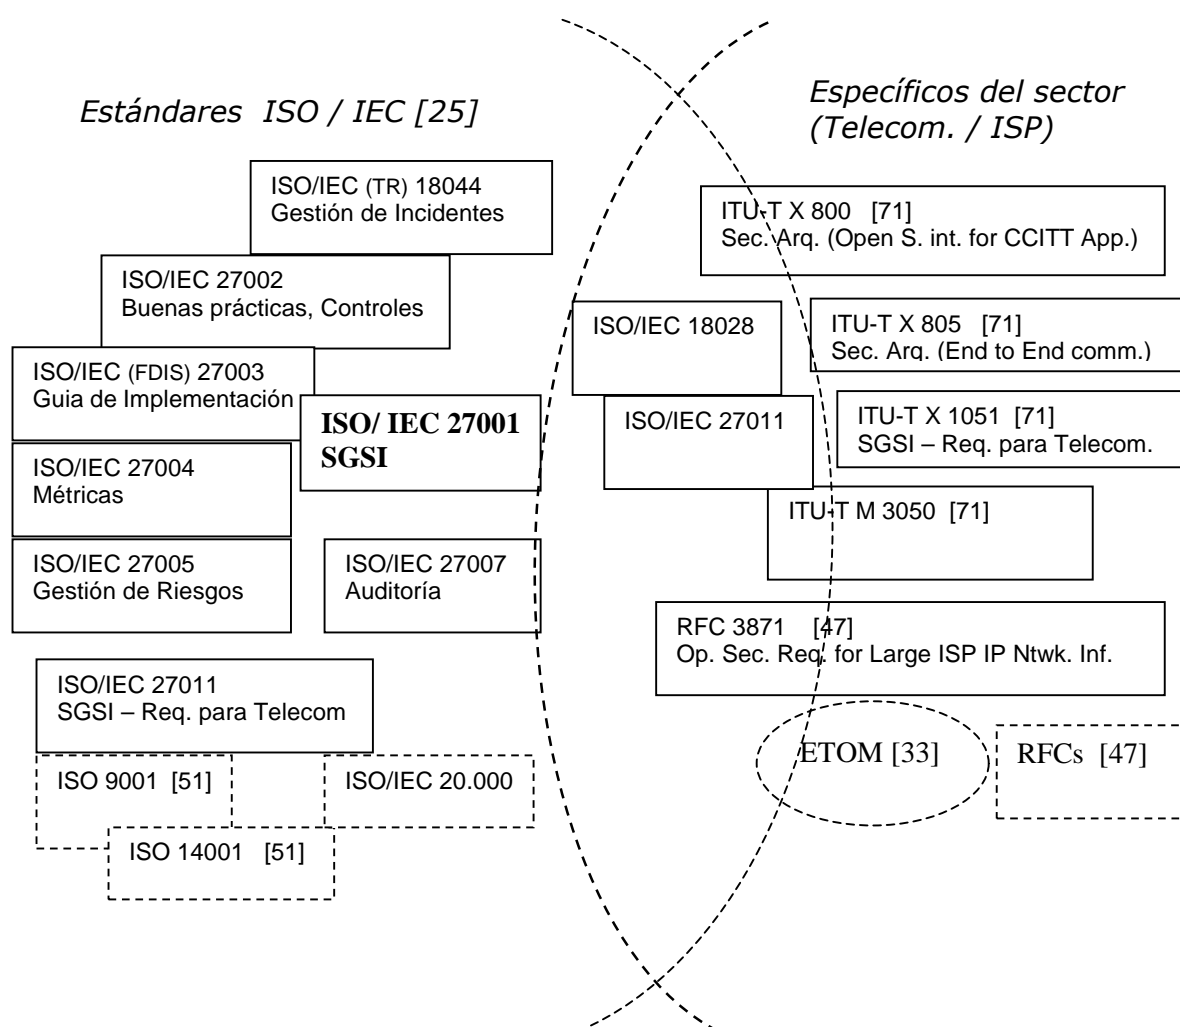 Estándares ISO / IEC [25]
Específicos del sector
(Telecom. / ISP)
ISO/IEC (TR) 18044
Gestión de Incidentes
ISO/IEC 27002
Buenas prácticas, Controles
ISO/IEC (FDIS) 27003
Guia de Implementación
ISO/ IEC 27001
SGSI
ISO/IEC 27004
Métricas
ISO/IEC 27005
Gestión de Riesgos
ISO/IEC 27007
Auditoría
ISO/IEC 27011
SGSI – Req. para Telecom
ISO 9001 [51]
ISO/IEC 20.000
ISO 14001 [51]
ISO/IEC 18028
ISO/IEC 27011
ITU-T X 800 [71]
Sec. Arq. (Open S. int. for CCITT App.)
ITU-T X 805 [71]
Sec. Arq. (End to End comm.)
ITU-T X 1051 [71]
SGSI – Req. para Telecom.
ITU-T M 3050 [71]
RFC 3871 [47]
Op. Sec. Req. for Large ISP IP Ntwk. Inf.
ETOM [33]
RFCs [47]